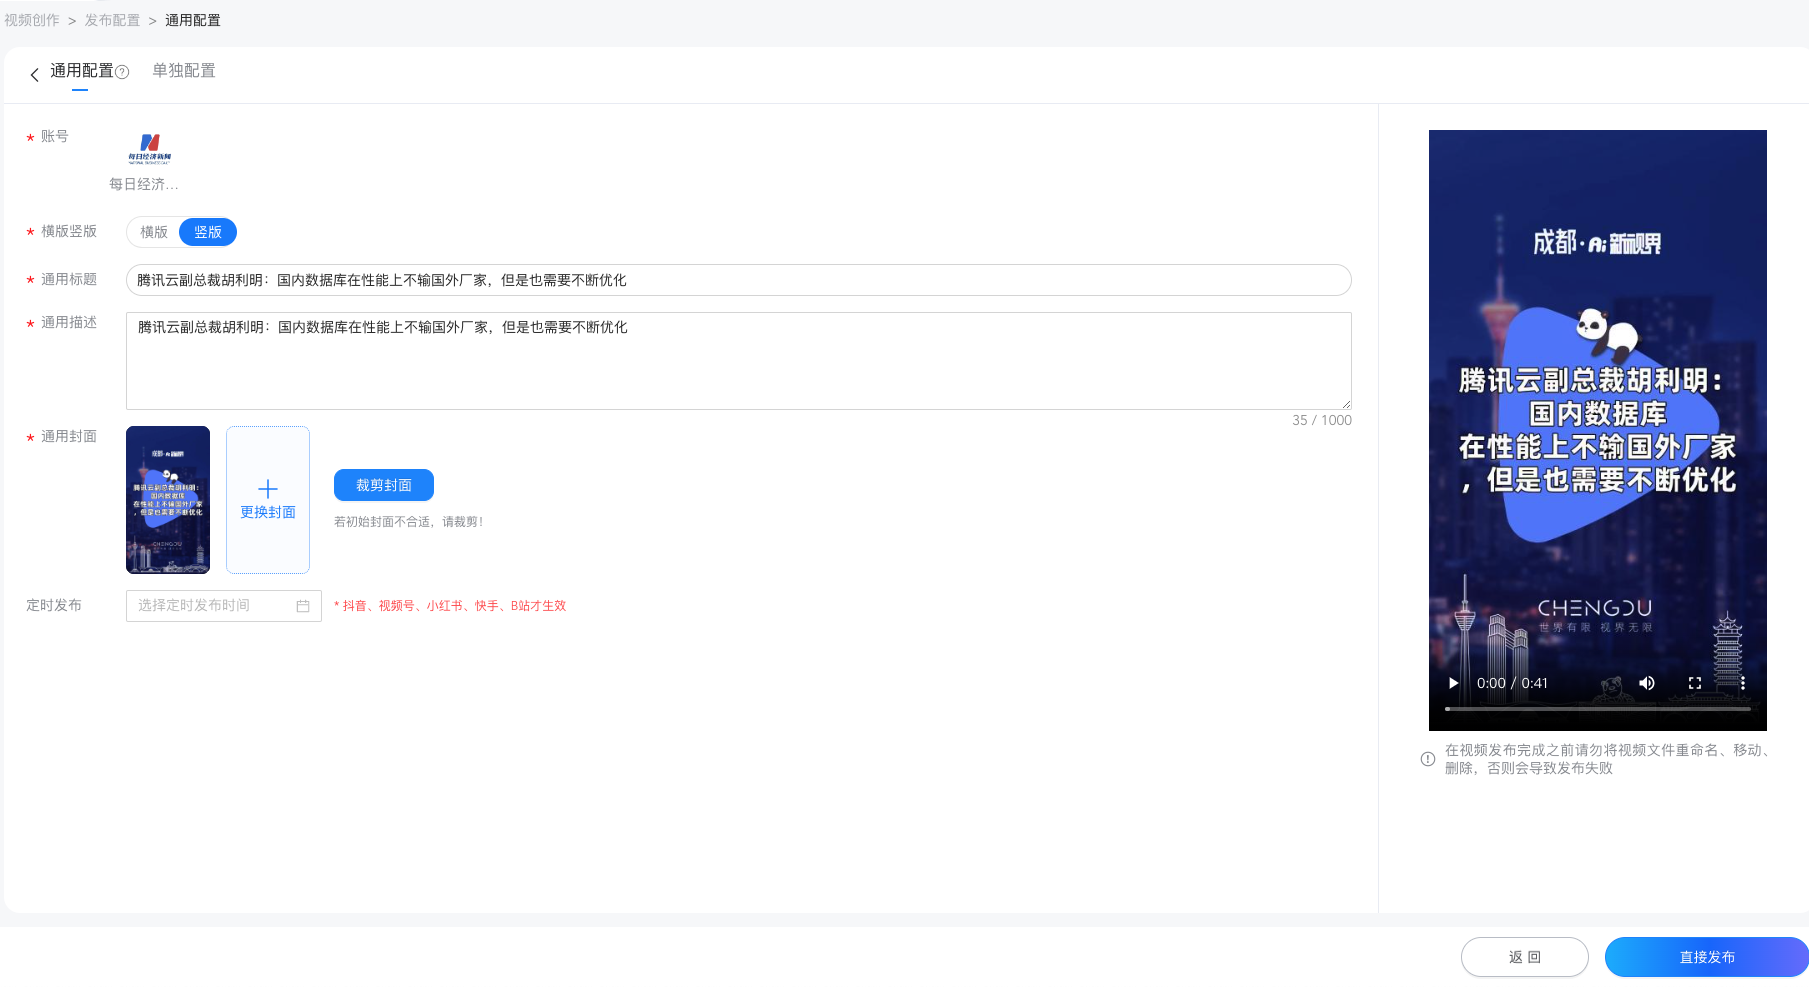 视频创作 > 发布配置 > 通用配置
通用配置 单独配置
* 账号
每日经济新闻
每日经济...
* 横版竖版 横版 竖版
* 通用标题 腾讯云副总裁胡利明：国内数据库在性能上不输国外厂家，但是也需要不断优化
* 通用描述 腾讯云副总裁胡利明：国内数据库在性能上不输国外厂家，但是也需要不断优化
35 / 1000
* 通用封面
成都·Ai新视界
腾讯云副总裁胡利明：
国内数据库
在性能上不输国外厂家
，但是也需要不断优化
CHENGDU
更换封面
裁剪封面
若初始封面不合适，请裁剪！
定时发布 选择定时发布时间 * 抖音、视频号、小红书、快手、B站才生效
成都·Ai新视界
腾讯云副总裁胡利明：
国内数据库
在性能上不输国外厂家
，但是也需要不断优化
CHENGDU
世界有限 视界无限
0:00 / 0:41
在视频发布完成之前请勿将视频文件重命名、移动、
删除，否则会导致发布失败
返 回 直接发布